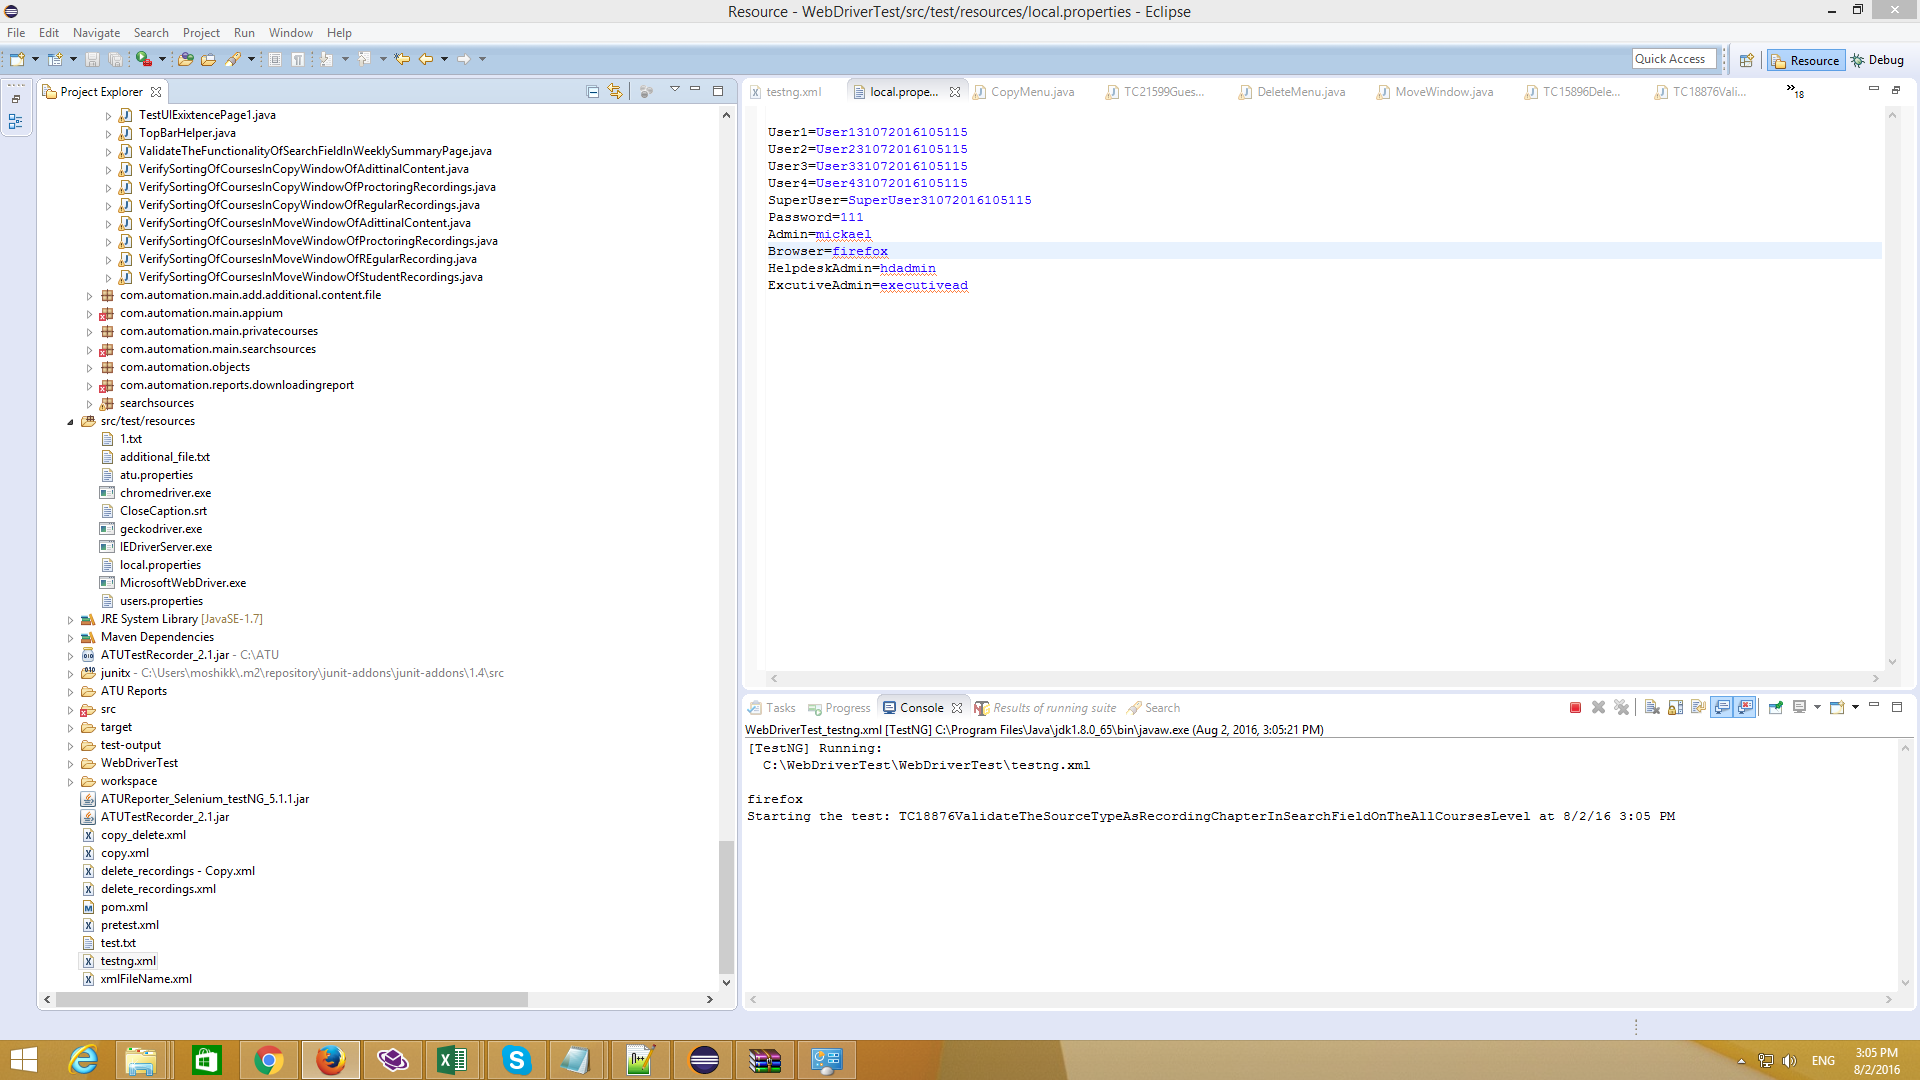 Resource - WebDriverTest/src/test/resources/local.properties - Eclipse
File Edit Navigate Search Project Run Window Help
Quick Access
Resource
Debug
Project Explorer
TestUIExixtencePage1.java
TopBarHelper.java
ValidateTheFunctionalityOfSearchFieldInWeeklySummaryPage.java
VerifySortingOfCoursesInCopyWindowOfAdittinalContent.java
VerifySortingOfCoursesInCopyWindowOfProctoringRecordings.java
VerifySortingOfCoursesInCopyWindowOfRegularRecordings.java
VerifySortingOfCoursesInMoveWindowOfAdittinalContent.java
VerifySortingOfCoursesInMoveWindowOfProctoringRecordings.java
VerifySortingOfCoursesInMoveWindowOfREgularRecording.java
VerifySortingOfCoursesInMoveWindowOfStudentRecordings.java
com.automation.main.add.additional.content.file
com.automation.main.appium
com.automation.main.privatecourses
com.automation.main.searchsources
com.automation.objects
com.automation.reports.downloadingreport
searchsources
src/test/resources
1.txt
additional_file.txt
atu.properties
chromedriver.exe
CloseCaption.srt
geckodriver.exe
IEDriverServer.exe
local.properties
MicrosoftWebDriver.exe
users.properties
JRE System Library [JavaSE-1.7]
Maven Dependencies
ATUTestRecorder_2.1.jar - C:\ATU
junitx - C:\Users\moshikk\.m2\repository\junit-addons\junit-addons\1.4\src
ATU Reports
src
target
test-output
WebDriverTest
workspace
ATUReporter_Selenium_testNG_5.1.1.jar
ATUTestRecorder_2.1.jar
copy_delete.xml
copy.xml
delete_recordings - Copy.xml
delete_recordings.xml
pom.xml
pretest.xml
test.txt
testng.xml
xmlFileName.xml
testng.xml local.prope... CopyMenu.java TC21599Gues... DeleteMenu.java MoveWindow.java TC15896Dele... TC18876Vali... »18
User1=User131072016105115
User2=User231072016105115
User3=User331072016105115
User4=User431072016105115
SuperUser=SuperUser31072016105115
Password=111
Admin=mickael
Browser=firefox
HelpdeskAdmin=hdadmin
ExcutiveAdmin=executivead
Tasks Progress Console Results of running suite Search
WebDriverTest_testng.xml [TestNG] C:\Program Files\Java\jdk1.8.0_65\bin\javaw.exe (Aug 2, 2016, 3:05:21 PM)
[TestNG] Running:
C:\WebDriverTest\WebDriverTest\testng.xml
firefox
Starting the test: TC18876ValidateTheSourceTypeAsRecordingChapterInSearchFieldOnTheAllCoursesLevel at 8/2/16 3:05 PM
ENG
3:05 PM
8/2/2016